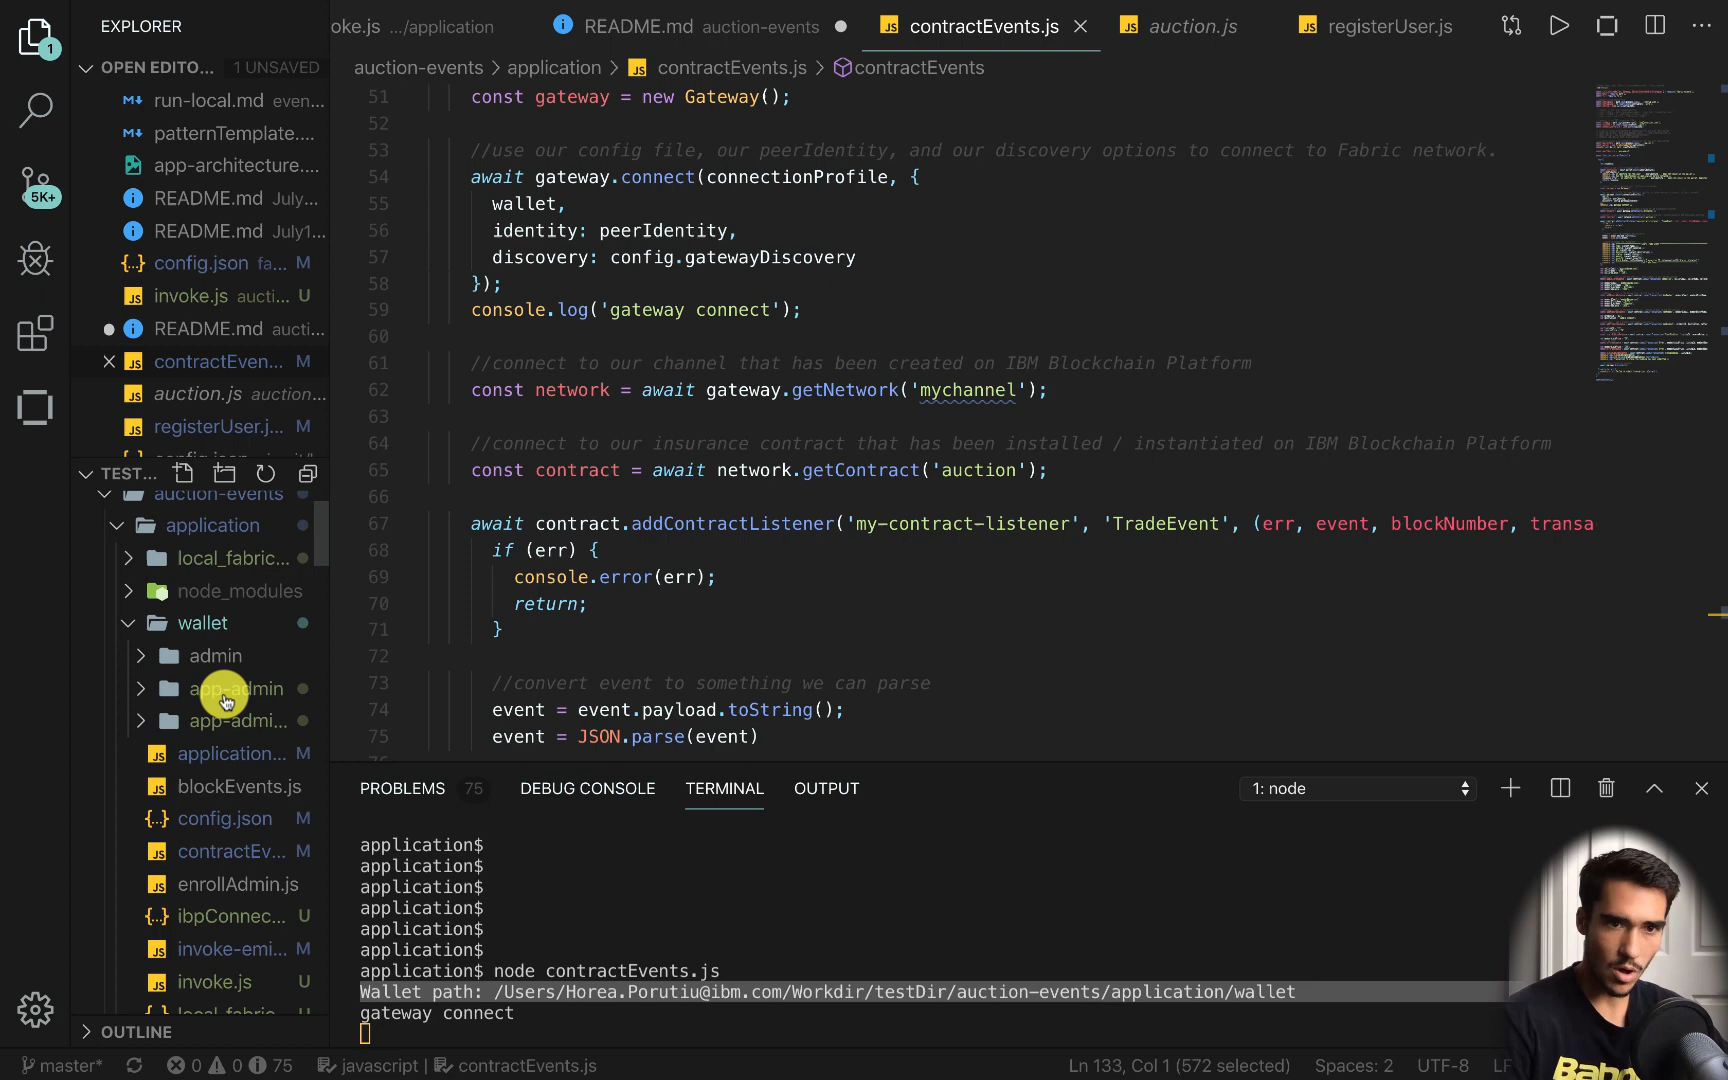 EXPLORER
1
5K+
OPEN EDITO... 1 UNSAVED
run-local.md even...
patternTemplate....
app-architecture....
README.md July...
README.md July1...
config.json fa... M
invoke.js aucti... U
README.md aucti...
contractEven... M
auction.js auction...
registerUser.j... M
TEST...
auction-events
application
local_fabric...
node_modules
wallet
admin
app-admin
app-admi...
application... M
blockEvents.js
config.json M
contractEv... M
enrollAdmin.js
ibpConnec... U
invoke-emi... M
invoke.js U
OUTLINE
oke.js .../application
README.md auction-events
contractEvents.js
auction.js
registerUser.js
auction-events > application > contractEvents.js > contractEvents
51 const gateway = new Gateway();
52
53 //use our config file, our peerIdentity, and our discovery options to connect to Fabric network.
54 await gateway.connect(connectionProfile, {
55 wallet,
56 identity: peerIdentity,
57 discovery: config.gatewayDiscovery
58 });
59 console.log('gateway connect');
60
61 //connect to our channel that has been created on IBM Blockchain Platform
62 const network = await gateway.getNetwork('mychannel');
63
64 //connect to our insurance contract that has been installed / instantiated on IBM Blockchain Platform
65 const contract = await network.getContract('auction');
66
67 await contract.addContractListener('my-contract-listener', 'TradeEvent', (err, event, blockNumber, transa
68 if (err) {
69 console.error(err);
70 return;
71 }
72
73 //convert event to something we can parse
74 event = event.payload.toString();
75 event = JSON.parse(event)
PROBLEMS 75 DEBUG CONSOLE TERMINAL OUTPUT 1: node
application$
application$
application$
application$
application$
application$
application$ node contractEvents.js
Wallet path: /Users/Horea.Porutiu@ibm.com/Workdir/testDir/auction-events/application/wallet
gateway connect
master* 0 0 75 javascript | contractEvents.js Ln 133, Col 1 (572 selected) Spaces: 2 UTF-8 LF